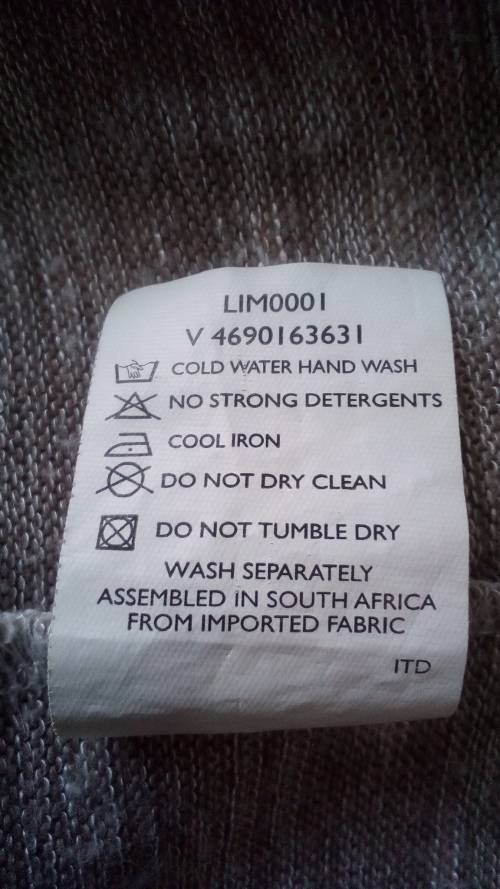 LIM0001
V 4690163631
COLD WATER HAND WASH
NO STRONG DETERGENTS
COOL IRON
DO NOT DRY CLEAN
DO NOT TUMBLE DRY
WASH SEPARATELY
ASSEMBLED IN SOUTH AFRICA
FROM IMPORTED FABRIC
ITD